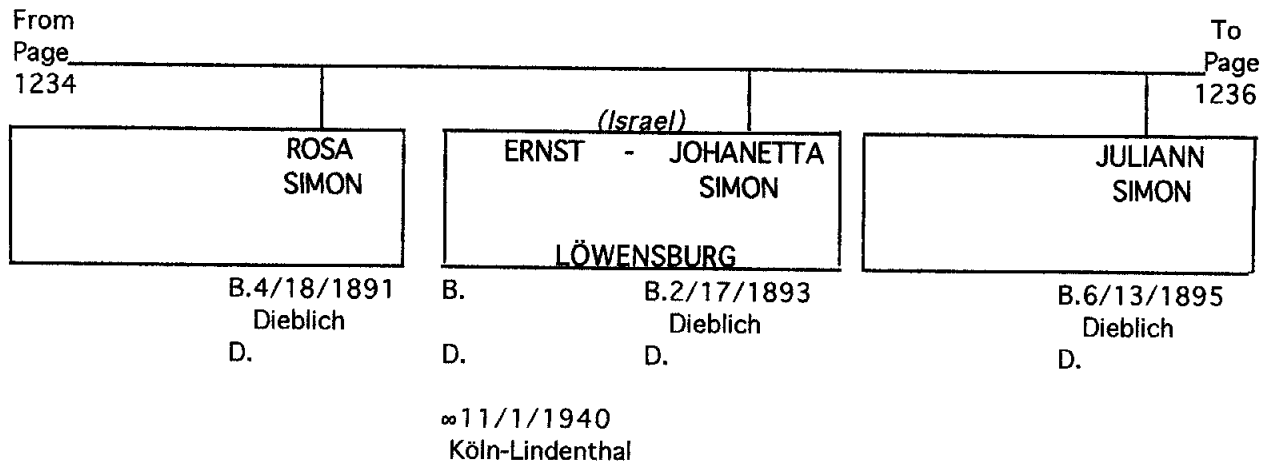 From
Page
1234
To
Page
1236
ROSA
SIMON
B.4/18/1891
Dieblich
D.
(Israel)
ERNST - JOHANETTA
SIMON
LÖWENSBURG
B. B.2/17/1893
Dieblich
D. D.
∞11/1/1940
Köln-Lindenthal
JULIANN
SIMON
B.6/13/1895
Dieblich
D.